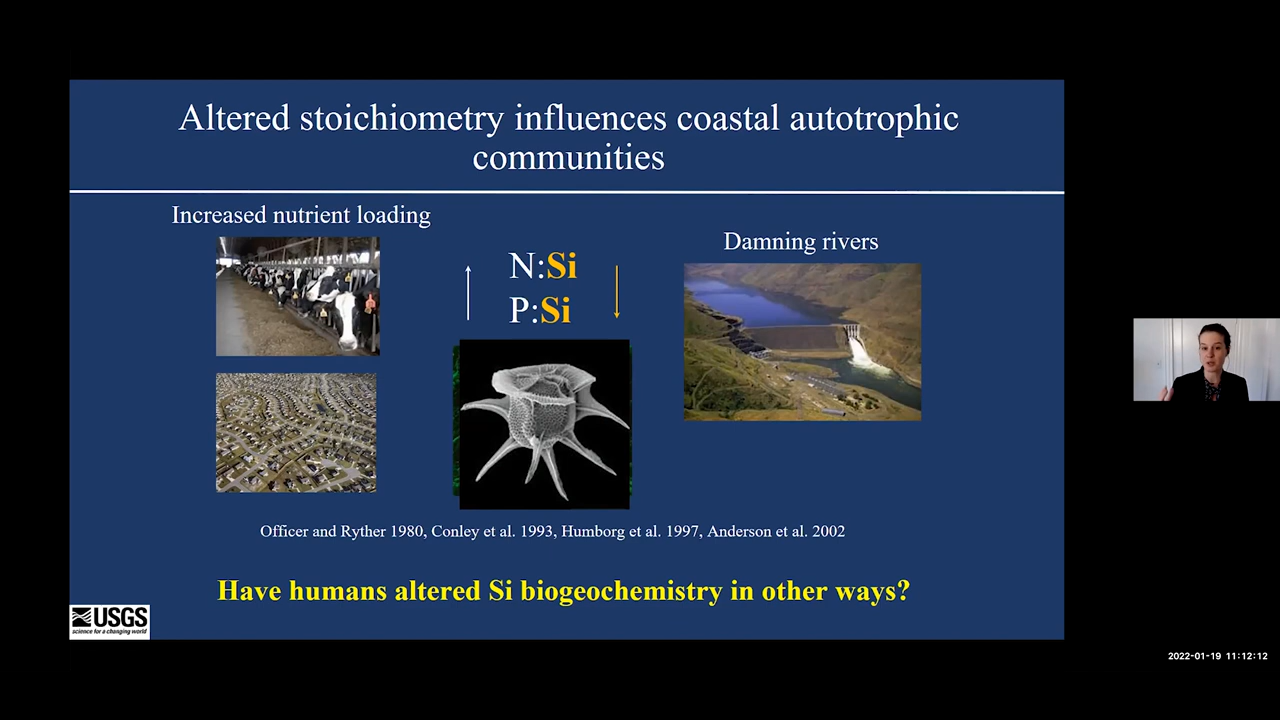 Altered stoichiometry influences coastal autotrophic
communities
Increased nutrient loading
Damning rivers
N:Si
P:Si
Officer and Ryther 1980, Conley et al. 1993, Humborg et al. 1997, Anderson et al. 2002
Have humans altered Si biogeochemistry in other ways?
USGS
science for a changing world
2022-01-19 11:12:12